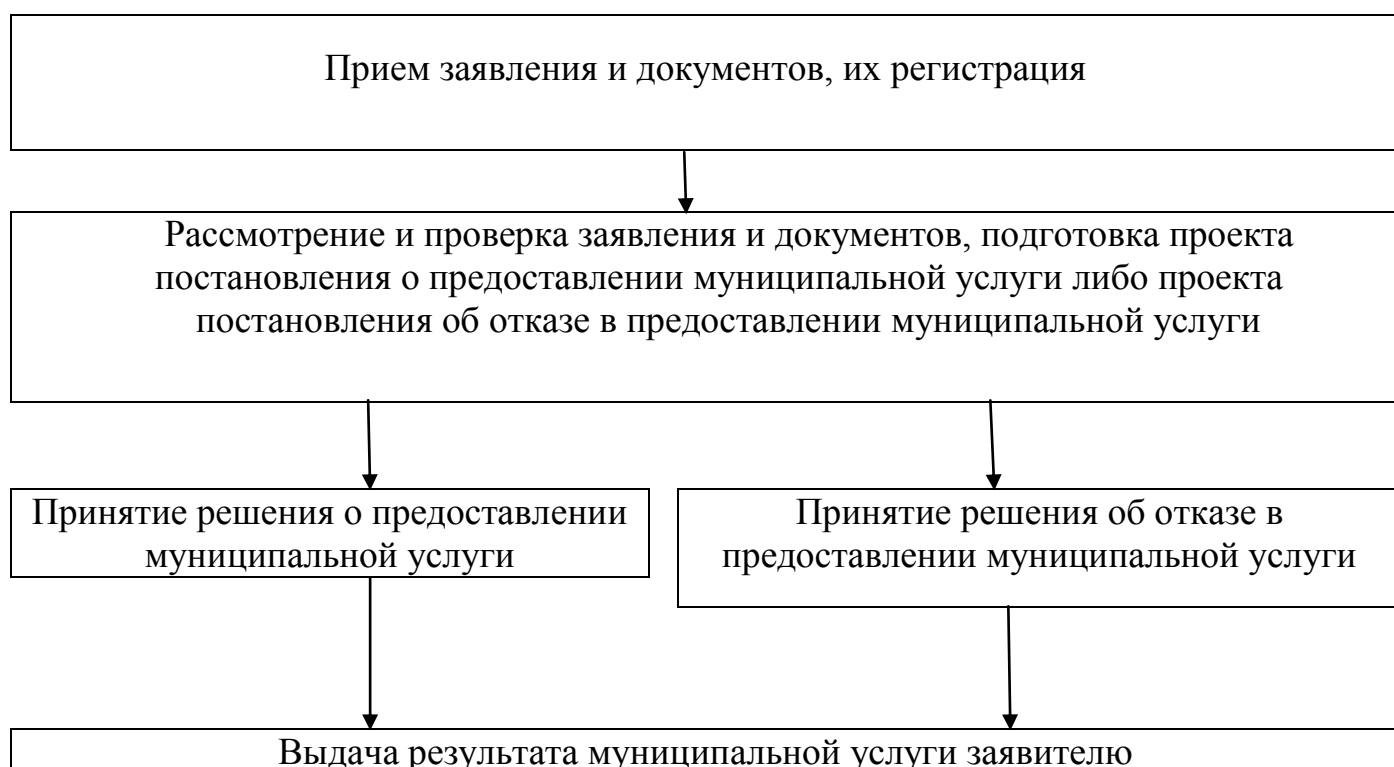 Прием заявления и документов, их регистрация
Рассмотрение и проверка заявления и документов, подготовка проекта
постановления о предоставлении муниципальной услуги либо проекта
постановления об отказе в предоставлении муниципальной услуги
Принятие решения о предоставлении
муниципальной услуги
Принятие решения об отказе в
предоставлении муниципальной услуги
Выдача результата муниципальной услуги заявителю